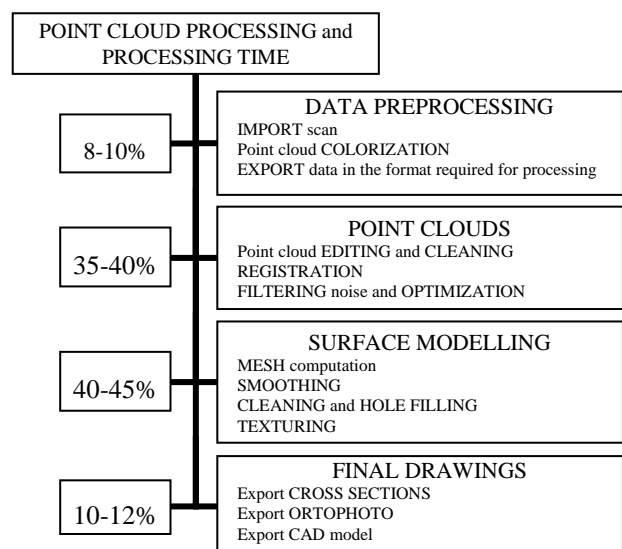 POINT CLOUD PROCESSING and
PROCESSING TIME
8-10%
DATA PREPROCESSING
IMPORT scan
Point cloud COLORIZATION
EXPORT data in the format required for processing
35-40%
POINT CLOUDS
Point cloud EDITING and CLEANING
REGISTRATION
FILTERING noise and OPTIMIZATION
40-45%
SURFACE MODELLING
MESH computation
SMOOTHING
CLEANING and HOLE FILLING
TEXTURING
10-12%
FINAL DRAWINGS
Export CROSS SECTIONS
Export ORTOPHOTO
Export CAD model